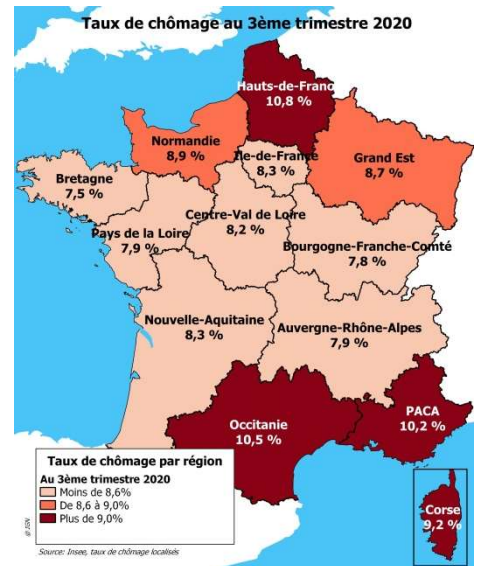 Taux de chômage au 3ème trimestre 2020
Hauts-de-Franc
10,8 %
Normandie
8,9 %
Île-de-France
8,3 %
Grand Est
8,7 %
Bretagne
7,5 %
Pays de la Loire
7,9 %
Centre-Val de Loire
8,2 %
Bourgogne-Franche-Comté
7,8 %
Nouvelle-Aquitaine
8,3 %
Auvergne-Rhône-Alpes
7,9 %
Occitanie
10,5 %
PACA
10,2 %
Corse
9,2 %
Taux de chômage par région
Au 3ème trimestre 2020
Moins de 8,6%
De 8,6 à 9,0%
Plus de 9,0%
Source: Insee, taux de chômage localisés